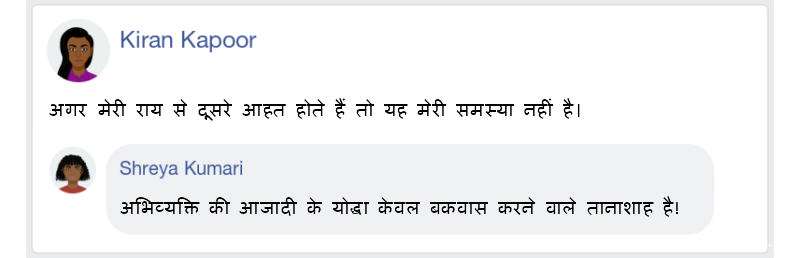 Kiran Kapoor
अगर मेरी राय से दूसरे आहत होते हैं तो यह मेरी समस्या नहीं है।
Shreya Kumari
अभिव्यक्ति की आजादी के योद्धा केवल बकवास करने वाले तानाशाह है!